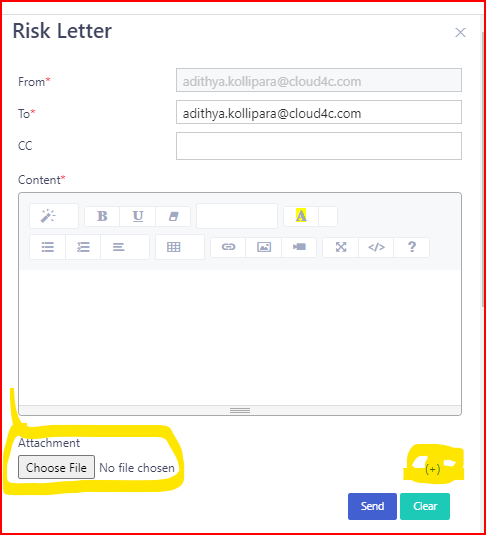 Risk Letter
From*
adithya.kollipara@cloud4c.com
To*
adithya.kollipara@cloud4c.com
CC
Content*
B U A
</> ?
Attachment
Choose File No file chosen
(+)
Send Clear